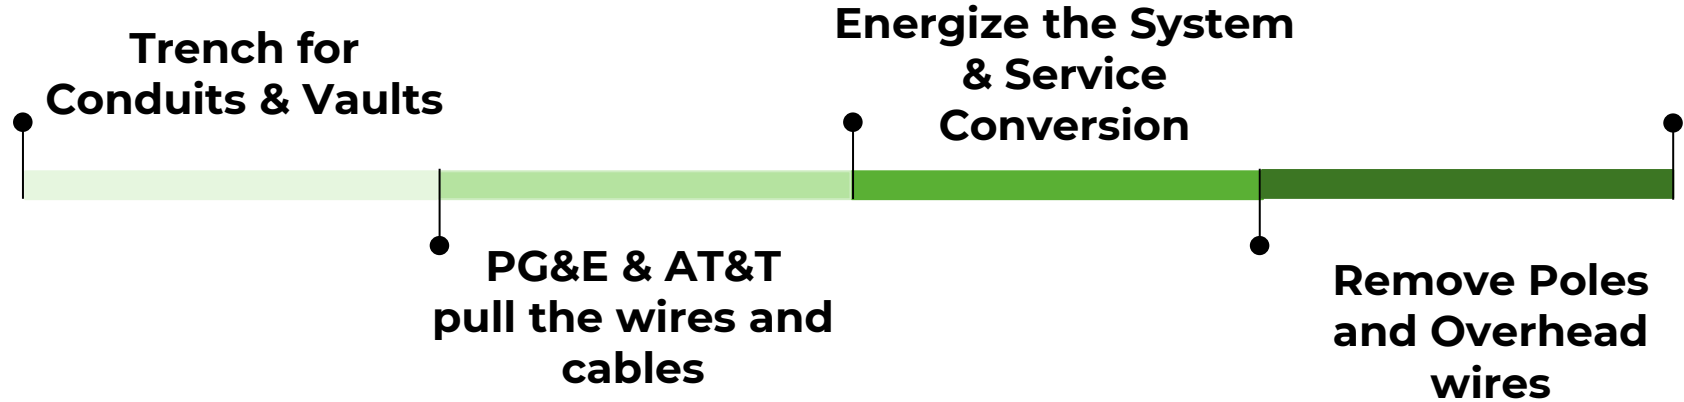 Trench for
Conduits & Vaults
PG&E & AT&T
pull the wires and
cables
Energize the System
& Service
Conversion
Remove Poles
and Overhead
wires